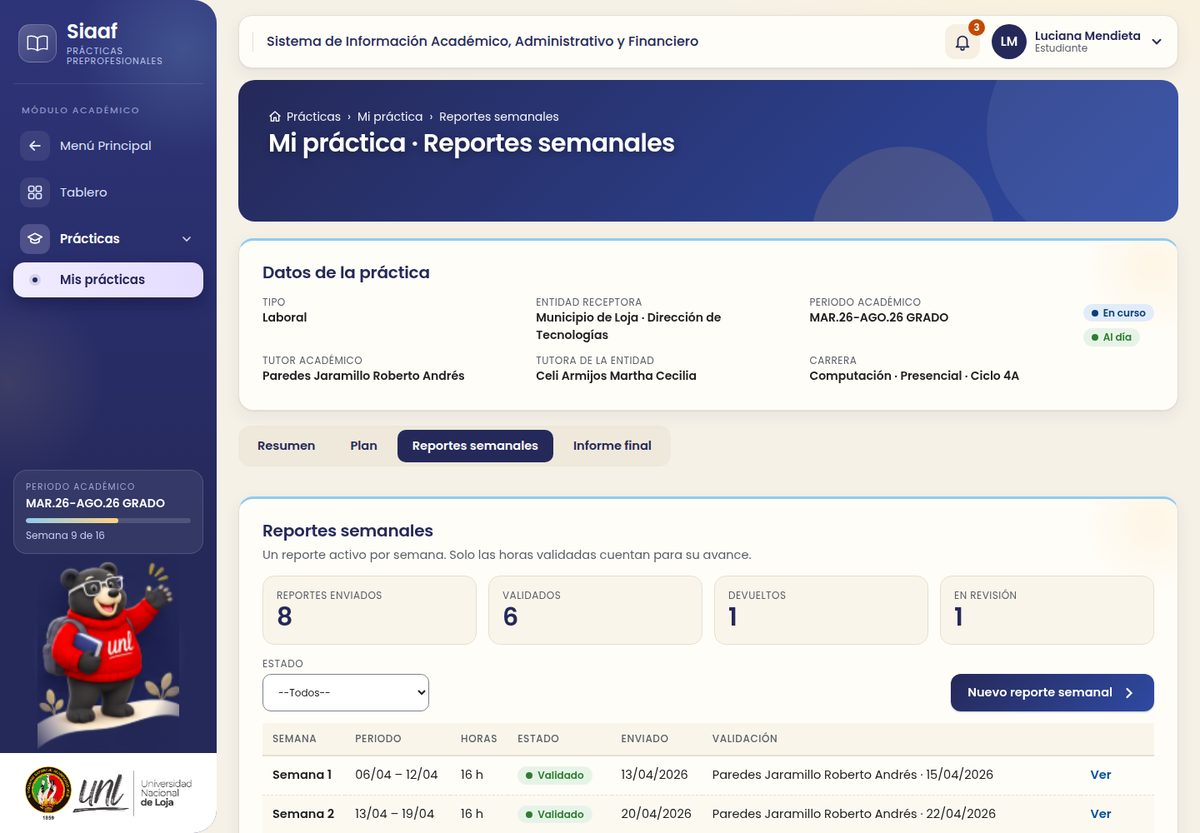 Siaaf
PRÁCTICAS
PREPROFESIONALES
MÓDULO ACADÉMICO
Menú Principal
Tablero
Prácticas
Mis prácticas
PERIODO ACADÉMICO
MAR.26–AGO.26 GRADO
Semana 9 de 16
unl
1859
unl
Universidad
Nacional
de Loja
Sistema de Información Académico, Administrativo y Financiero
3
LM
Luciana Mendieta
Estudiante
Prácticas › Mi práctica › Reportes semanales
Mi práctica · Reportes semanales
Datos de la práctica
TIPO
Laboral
ENTIDAD RECEPTORA
Municipio de Loja · Dirección de
Tecnologías
PERIODO ACADÉMICO
MAR.26-AGO.26 GRADO
En curso
Al día
TUTOR ACADÉMICO
Paredes Jaramillo Roberto Andrés
TUTORA DE LA ENTIDAD
Celi Armijos Martha Cecilia
CARRERA
Computación · Presencial · Ciclo 4A
Resumen Plan Reportes semanales Informe final
Reportes semanales
Un reporte activo por semana. Solo las horas validadas cuentan para su avance.
REPORTES ENVIADOS
8
VALIDADOS
6
DEVUELTOS
1
EN REVISIÓN
1
ESTADO
--Todos--
Nuevo reporte semanal
SEMANA PERIODO HORAS ESTADO ENVIADO VALIDACIÓN
Semana 1 06/04 – 12/04 16 h Validado 13/04/2026 Paredes Jaramillo Roberto Andrés · 15/04/2026 Ver
Semana 2 13/04 – 19/04 16 h Validado 20/04/2026 Paredes Jaramillo Roberto Andrés · 22/04/2026 Ver